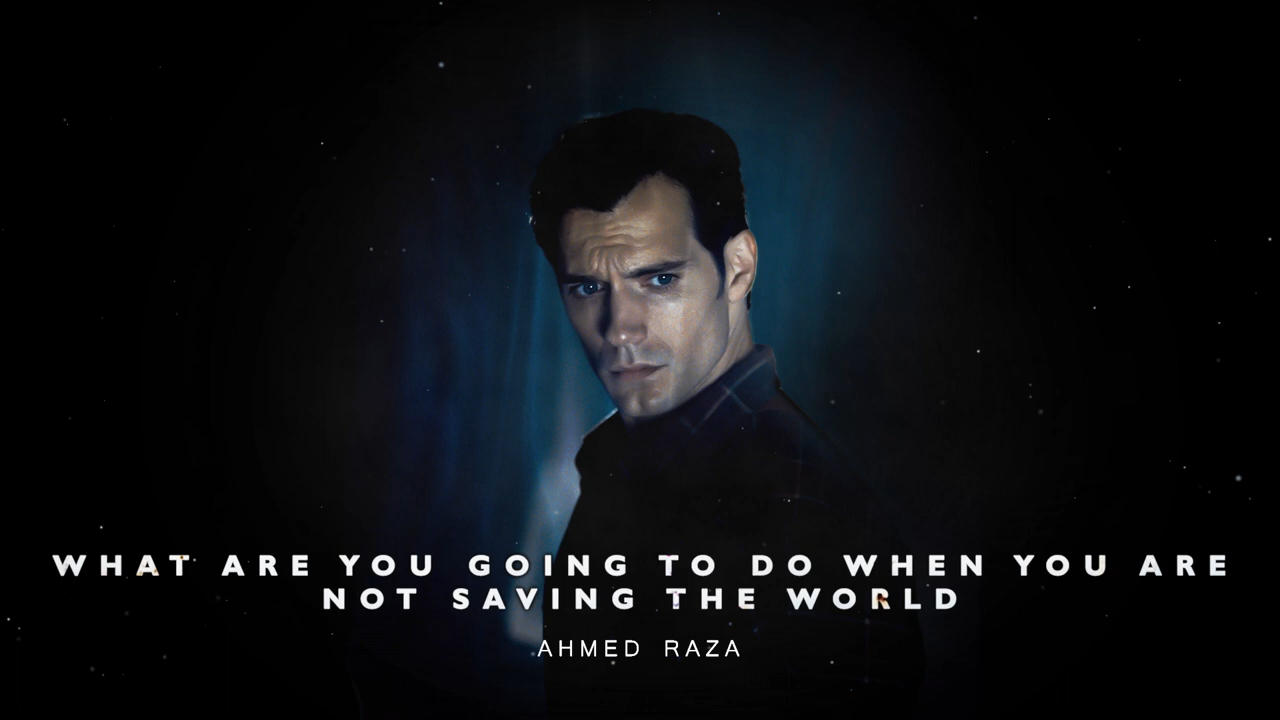 WHAT ARE YOU GOING TO DO WHEN YOU ARE
NOT SAVING THE WORLD
AHMED RAZA